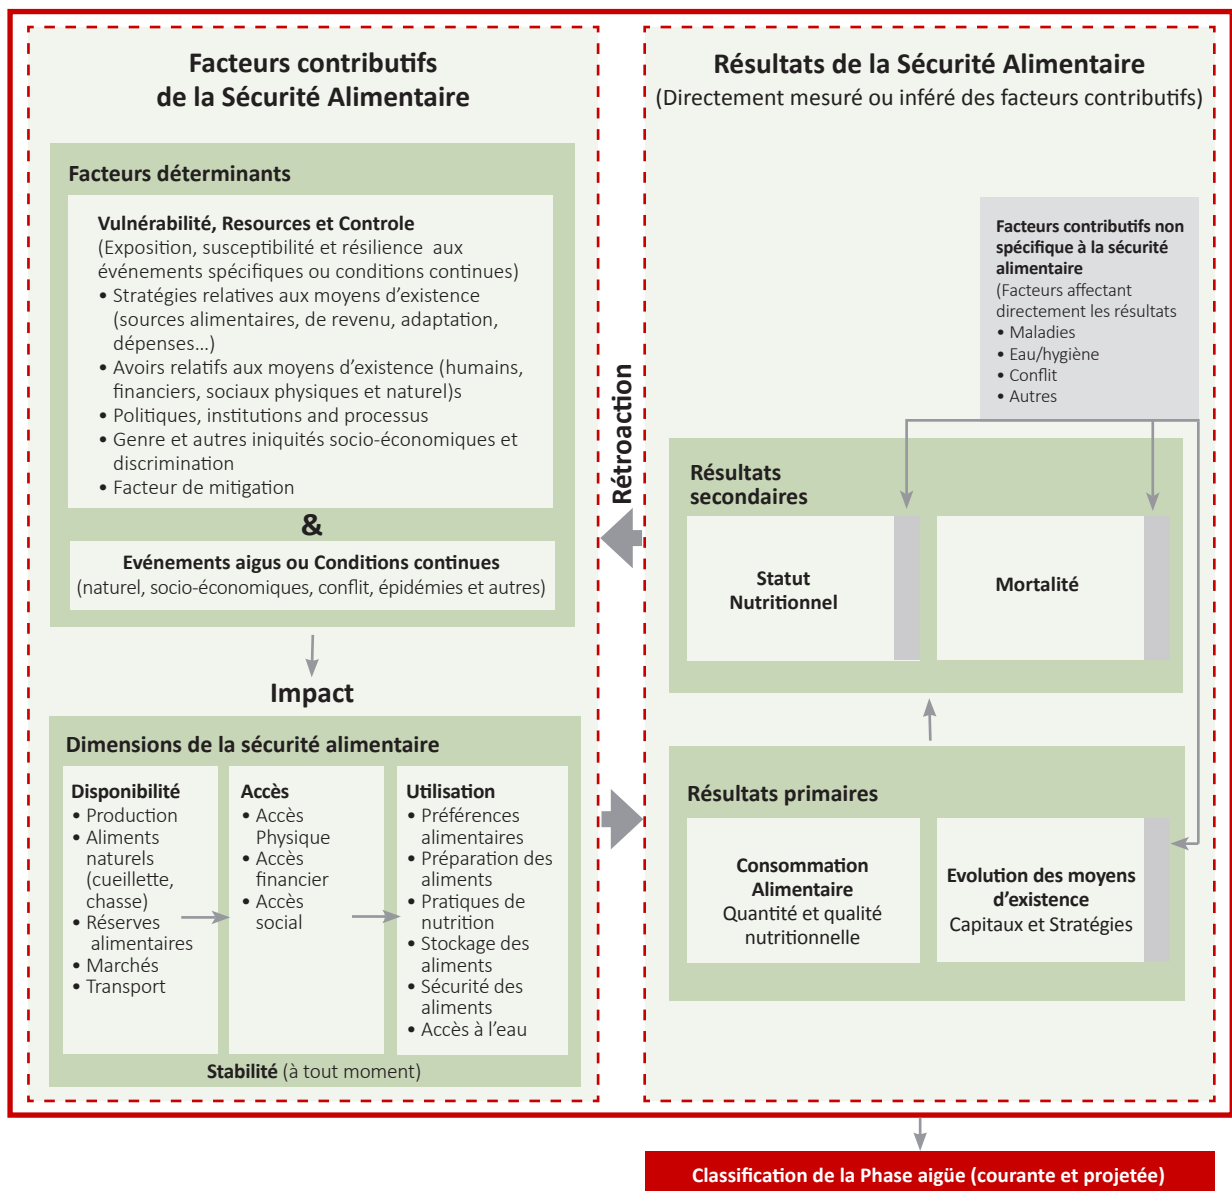 Facteurs contributifs
de la Sécurité Alimentaire
Facteurs déterminants
Vulnérabilité, Resources et Controle
(Exposition, susceptibilité et résilience aux
événements spécifiques ou conditions continues)
• Stratégies relatives aux moyens d'existence
(sources alimentaires, de revenu, adaptation,
dépenses...)
• Avoirs relatifs aux moyens d'existence (humains,
financiers, sociaux physiques et naturel)s
• Politiques, institutions and processus
• Genre et autres iniquités socio-économiques et
discrimination
• Facteur de mitigation
&
Evénements aigus ou Conditions continues
(naturel, socio-économiques, conflit, épidémies et autres)
Impact
Dimensions de la sécurité alimentaire
Disponibilité
• Production
• Aliments
naturels
(cueillette,
chasse)
• Réserves
alimentaires
• Marchés
• Transport
Accès
• Accès
Physique
• Accès
financier
• Accès
social
Utilisation
• Préférences
alimentaires
• Préparation des
aliments
• Pratiques de
nutrition
• Stockage des
aliments
• Sécurité des
aliments
• Accès à l'eau
Stabilité (à tout moment)
Rétroaction
Résultats de la Sécurité Alimentaire
(Directement mesuré ou inféré des facteurs contributifs)
Facteurs contributifs non
spécifique à la sécurité
alimentaire
(Facteurs affectant
directement les résultats
• Maladies
• Eau/hygiène
• Conflit
• Autres
Résultats
secondaires
Statut
Nutritionnel
Mortalité
Résultats primaires
Consommation
Alimentaire
Quantité et qualité
nutritionnelle
Evolution des moyens
d'existence
Capitaux et Stratégies
Classification de la Phase aigüe (courante et projetée)